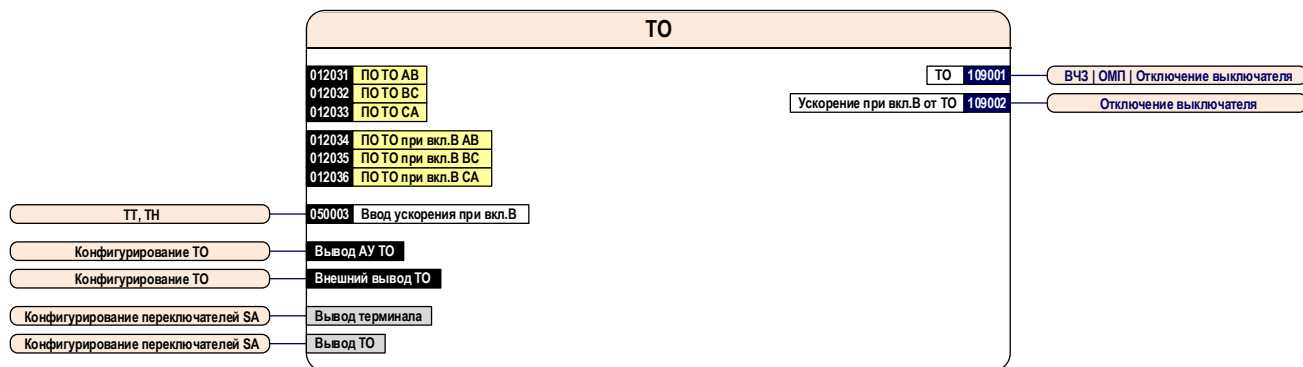 ТО
012031 ПО ТО АВ
012032 ПО ТО ВС
012033 ПО ТО СА
012034 ПО ТО при вкл.В АВ
012035 ПО ТО при вкл.В ВС
012036 ПО ТО при вкл.В СА
ТТ, ТН 050003 Ввод ускорения при вкл.В
Конфигурирование ТО Вывод АУ ТО
Конфигурирование ТО Внешний вывод ТО
Конфигурирование переключателей SA Вывод терминала
Конфигурирование переключателей SA Вывод ТО
ТО 109001 ВЧЗ | ОМП | Отключение выключателя
Ускорение при вкл.В от ТО 109002 Отключение выключателя